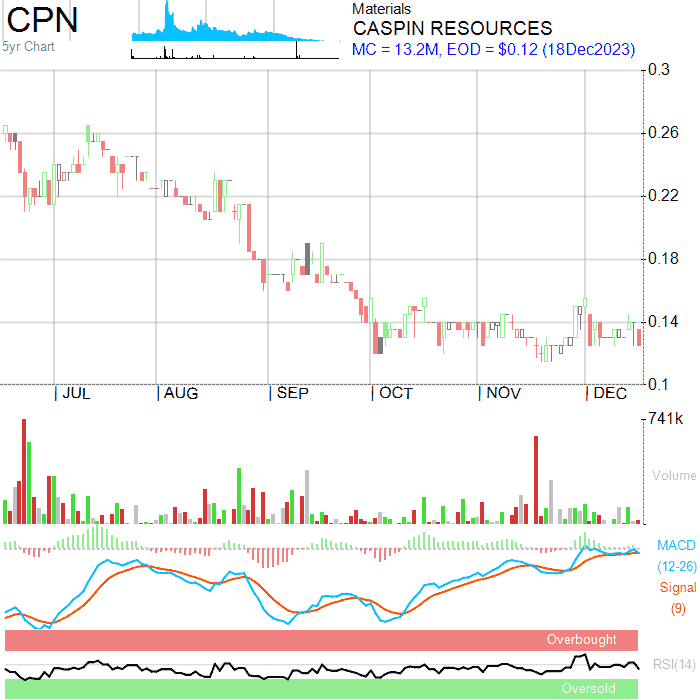 CPN
5yr Chart
Materials
CASPIN RESOURCES
MC = 13.2M, EOD = $0.12 (18Dec2023)
0.3
0.26
0.22
0.18
0.14
0.1
JUL
AUG
SEP
OCT
NOV
DEC
741k
Volume
MACD
(12-26)
Signal
(9)
Overbought
RSI(14)
Oversold